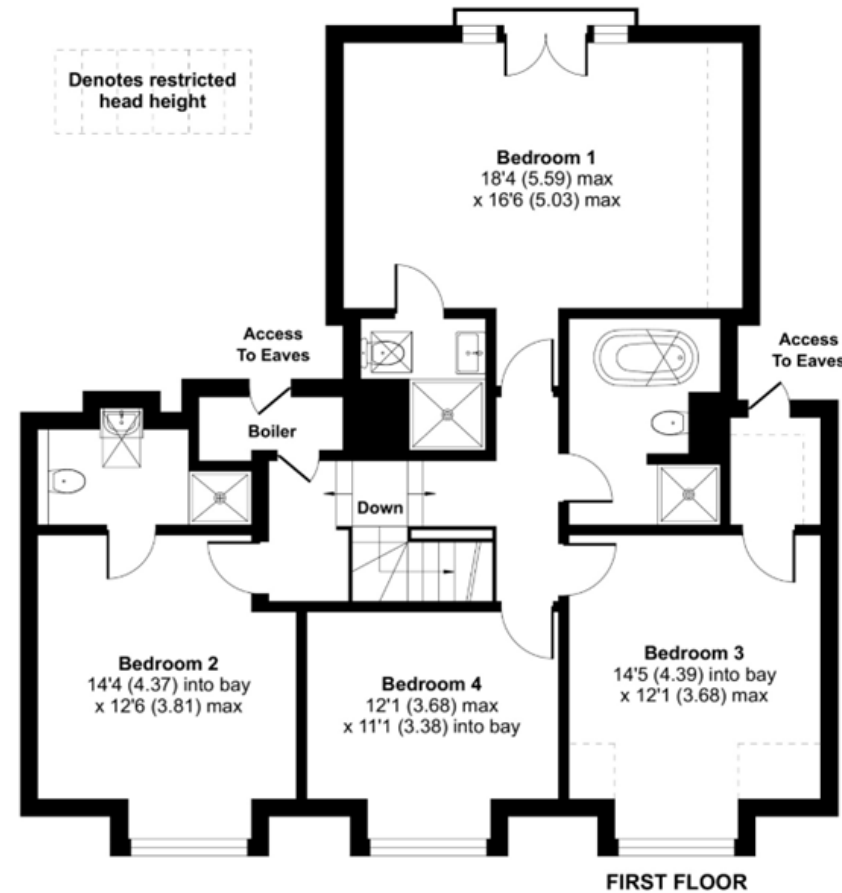 Denotes restricted
head height
Bedroom 1
18'4 (5.59) max
x 16'6 (5.03) max
Access
To Eaves
Access
To Eaves
Boiler
Down
Bedroom 2
14'4 (4.37) into bay
x 12'6 (3.81) max
Bedroom 4
12'1 (3.68) max
x 11'1 (3.38) into bay
Bedroom 3
14'5 (4.39) into bay
x 12'1 (3.68) max
FIRST FLOOR